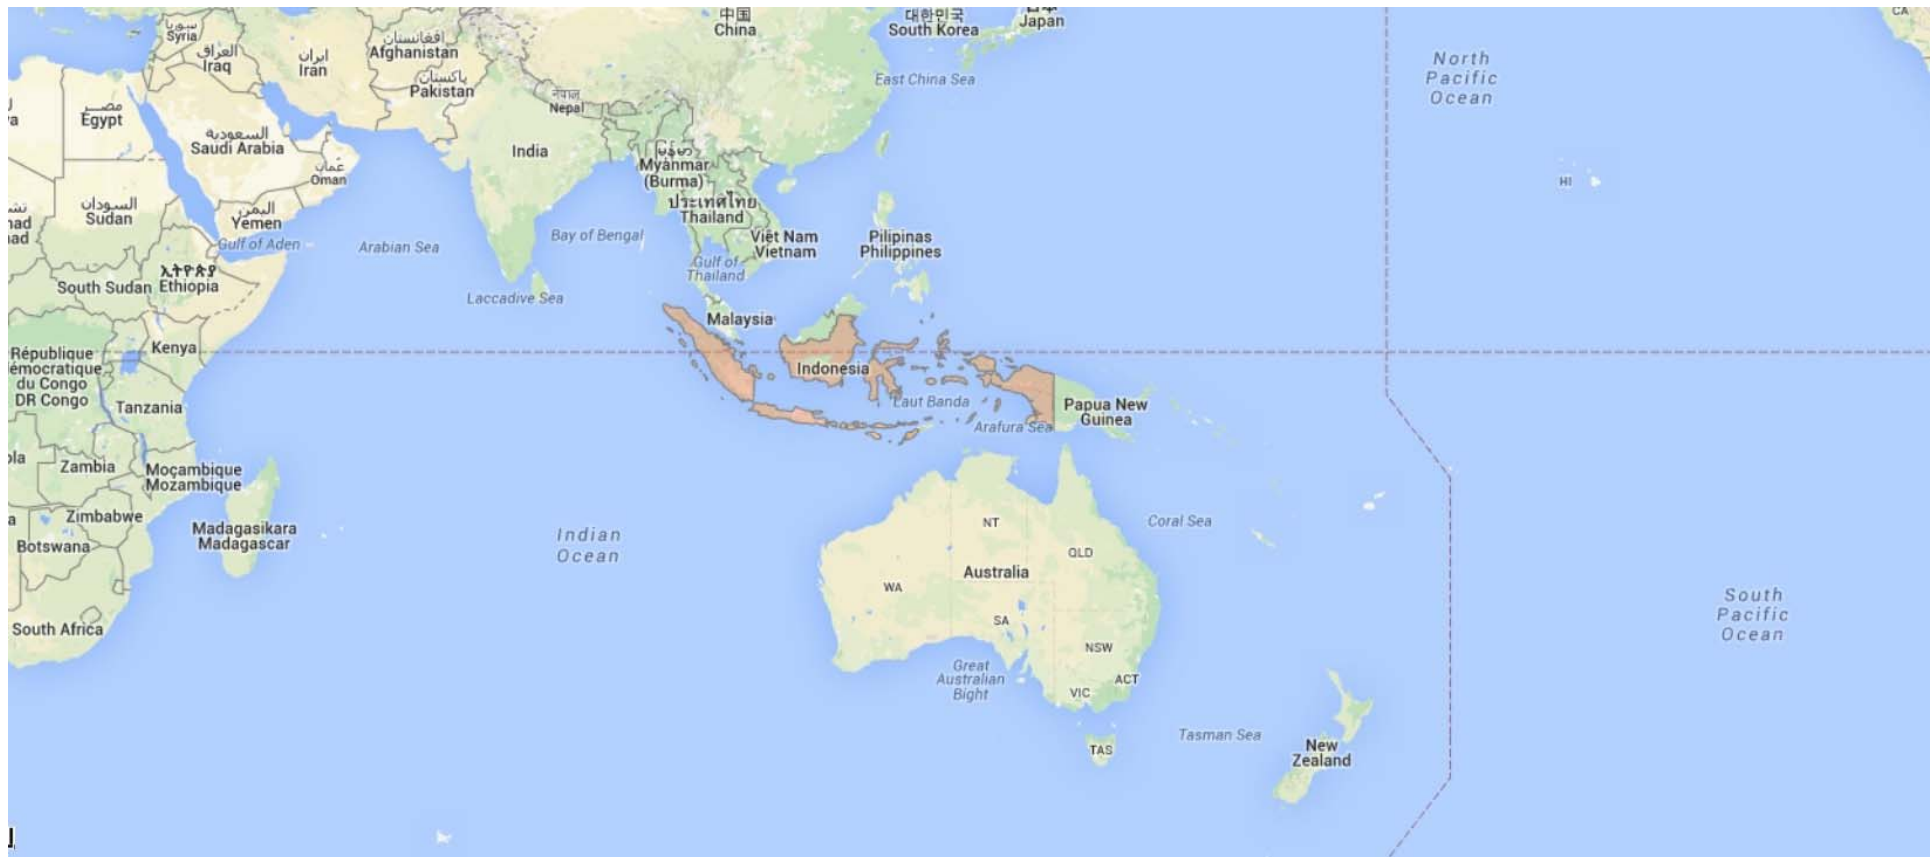 中国
China
대한민국
South Korea
Japan
CA
سوريا
Syria
العراق
Iraq
ایران
Iran
افغانستان
Afghanistan
پاکستان
Pakistan
East China Sea
North
Pacific
Ocean
नेपाल
Nepal
مصر
Egypt
السعودية
Saudi Arabia
عُمان
Oman
India
Myanmar
(Burma)
ประเทศไทย
Thailand
HI
السودان
Sudan
اليمن
Yemen
Gulf of Aden
Arabian Sea
Bay of Bengal
Việt Nam
Vietnam
Pilipinas
Philippines
Gulf of
Thailand
ኢትዮጵያ
Ethiopia
South Sudan
Laccadive Sea
Malaysia
Kenya
République
émocratique
du Congo
DR Congo
Indonesia
Tanzania
Laut Banda
Papua New
Guinea
Arafura Sea
Zambia
Moçambique
Mozambique
Zimbabwe
Madagasikara
Madagascar
Botswana
Indian
Ocean
NT
Coral Sea
QLD
Australia
WA
SA
South
Pacific
Ocean
South Africa
NSW
Great
Australian
Bight
ACT
VIC
Tasman Sea
TAS
New
Zealand